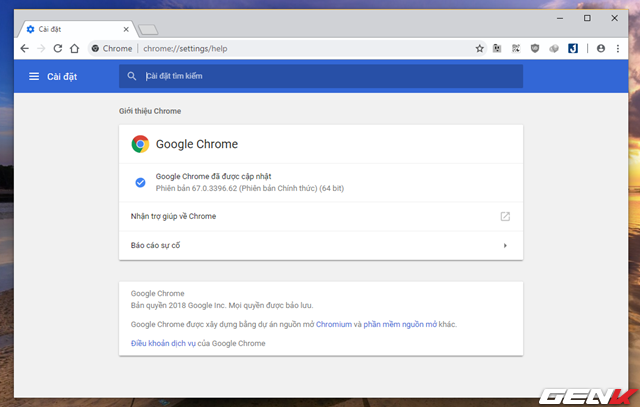 Cài đặt
Chrome | chrome://settings/help
Cài đặt
Cài đặt tìm kiếm
Giới thiệu Chrome
Google Chrome
Google Chrome đã được cập nhật
Phiên bản 67.0.3396.62 (Phiên bản Chính thức) (64 bit)
Nhận trợ giúp về Chrome
Báo cáo sự cố
Google Chrome
Bản quyền 2018 Google Inc. Mọi quyền được bảo lưu.
Google Chrome được xây dựng bằng dự án nguồn mở Chromium và phần mềm nguồn mở khác.
Điều khoản dịch vụ của Google Chrome
GENK